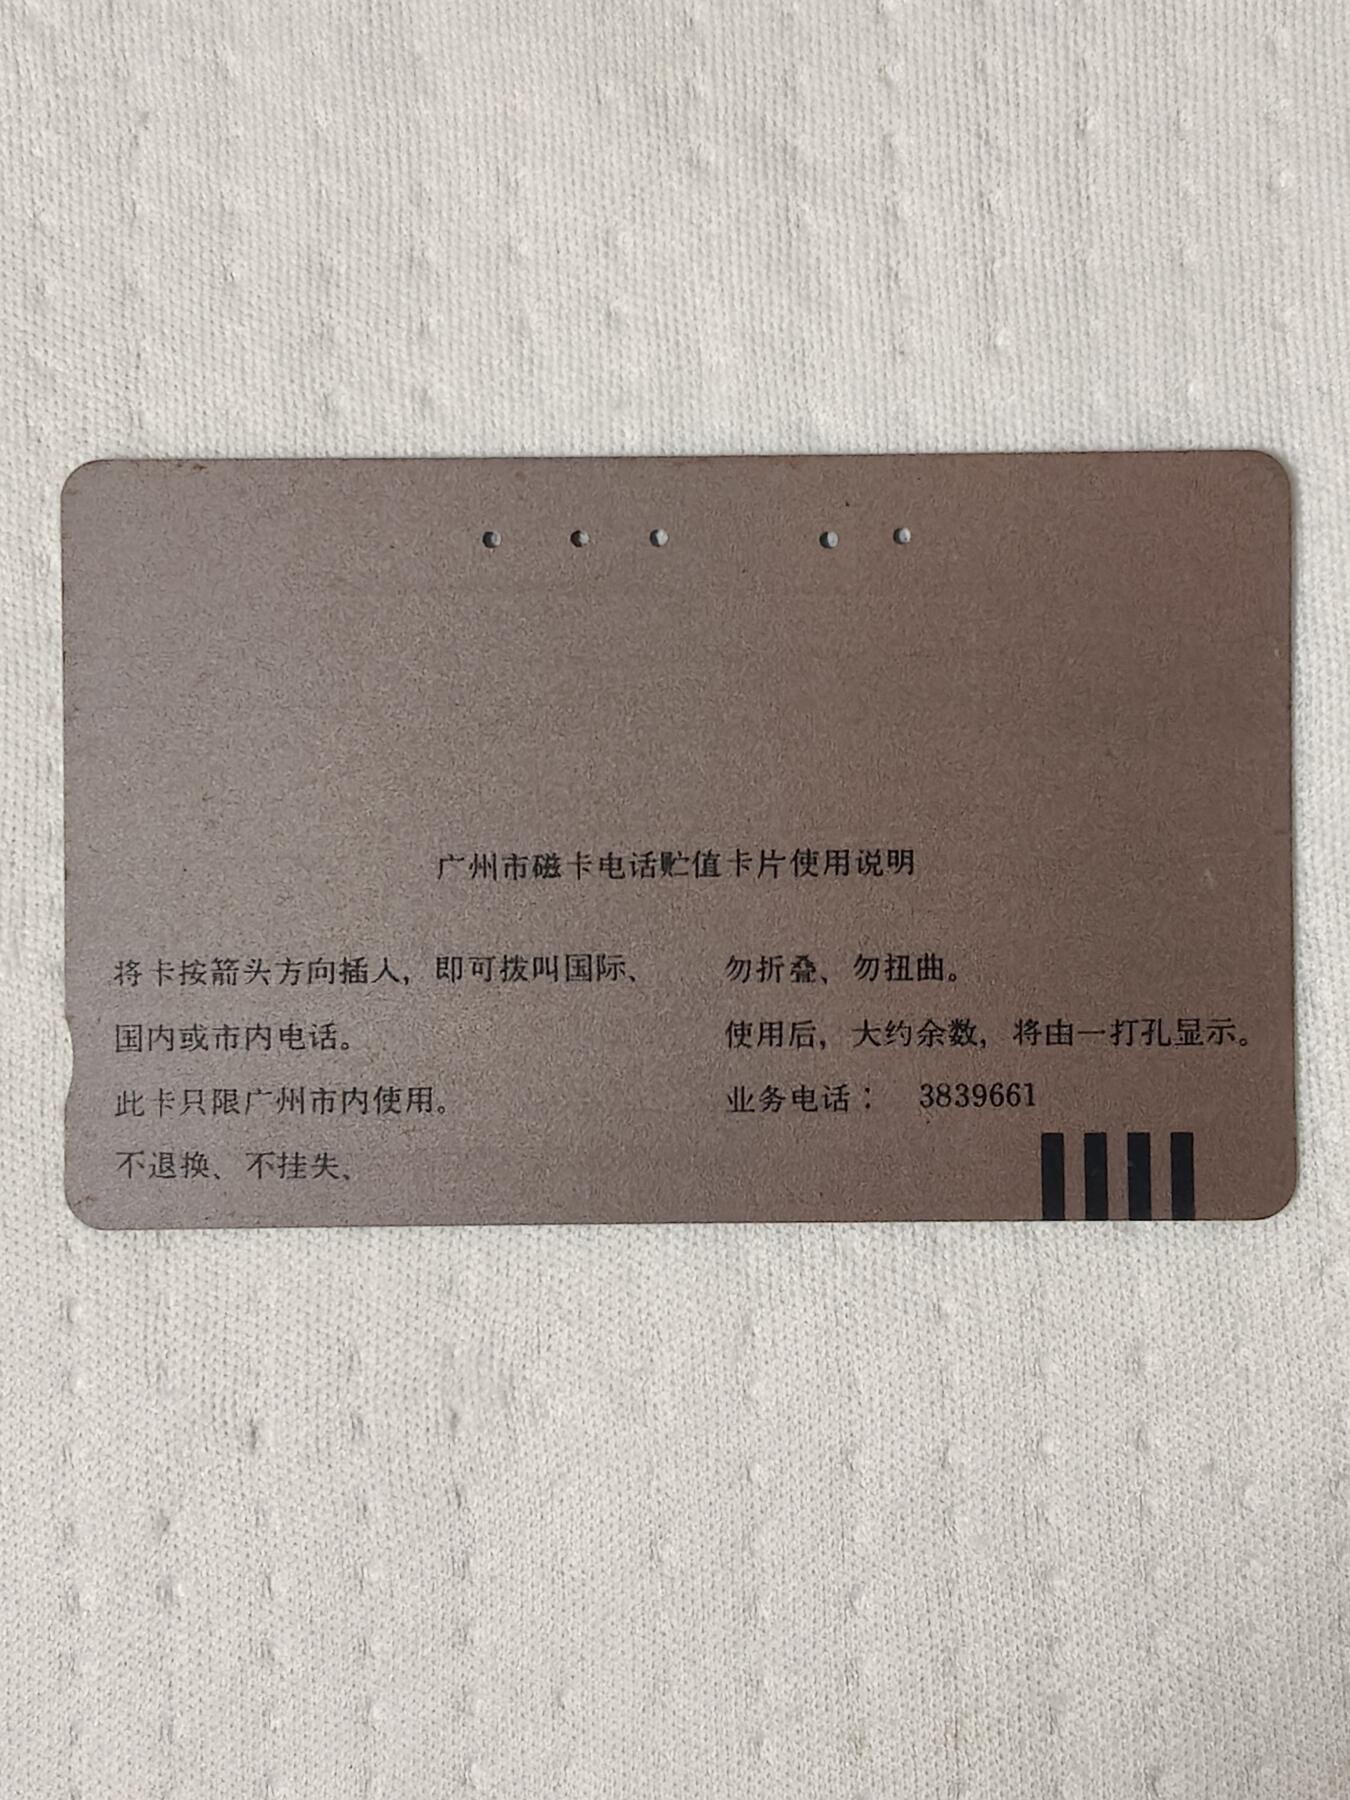 广州市磁卡电话贮值卡片使用说明
将卡按箭头方向插入，即可拨叫国际、
国内或市内电话。
此卡只限广州市内使用。
不退换、不挂失、
勿折叠、勿扭曲。
使用后，大约余数，将由一打孔显示。
业务电话： 3839661